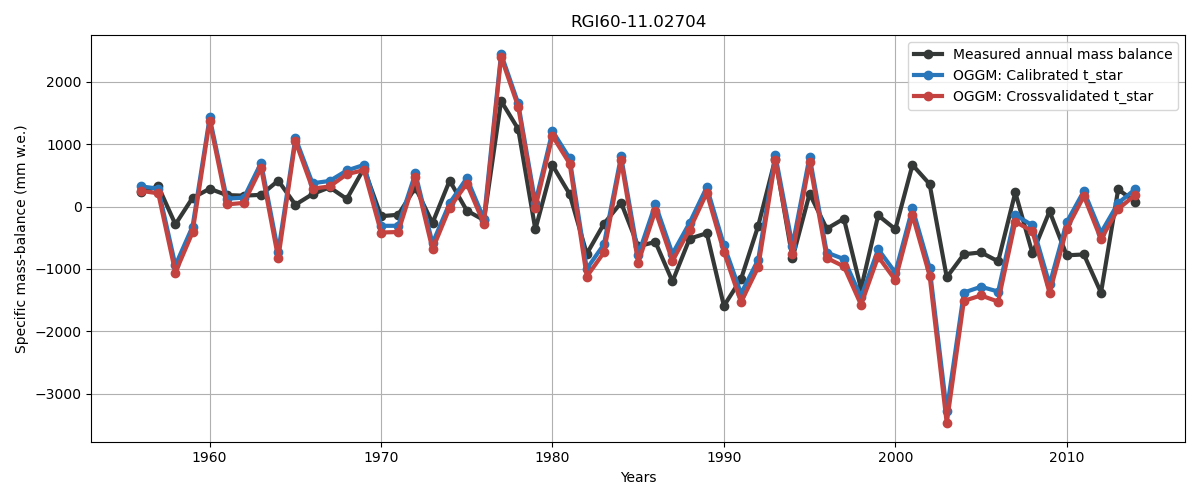 RGI60-11.02704
Measured annual mass balance
OGGM: Calibrated t_star
OGGM: Crossvalidated t_star
Specific mass-balance (mm w.e.)
2000
1000
0
−1000
−2000
−3000
1960 1970 1980 1990 2000 2010
Years